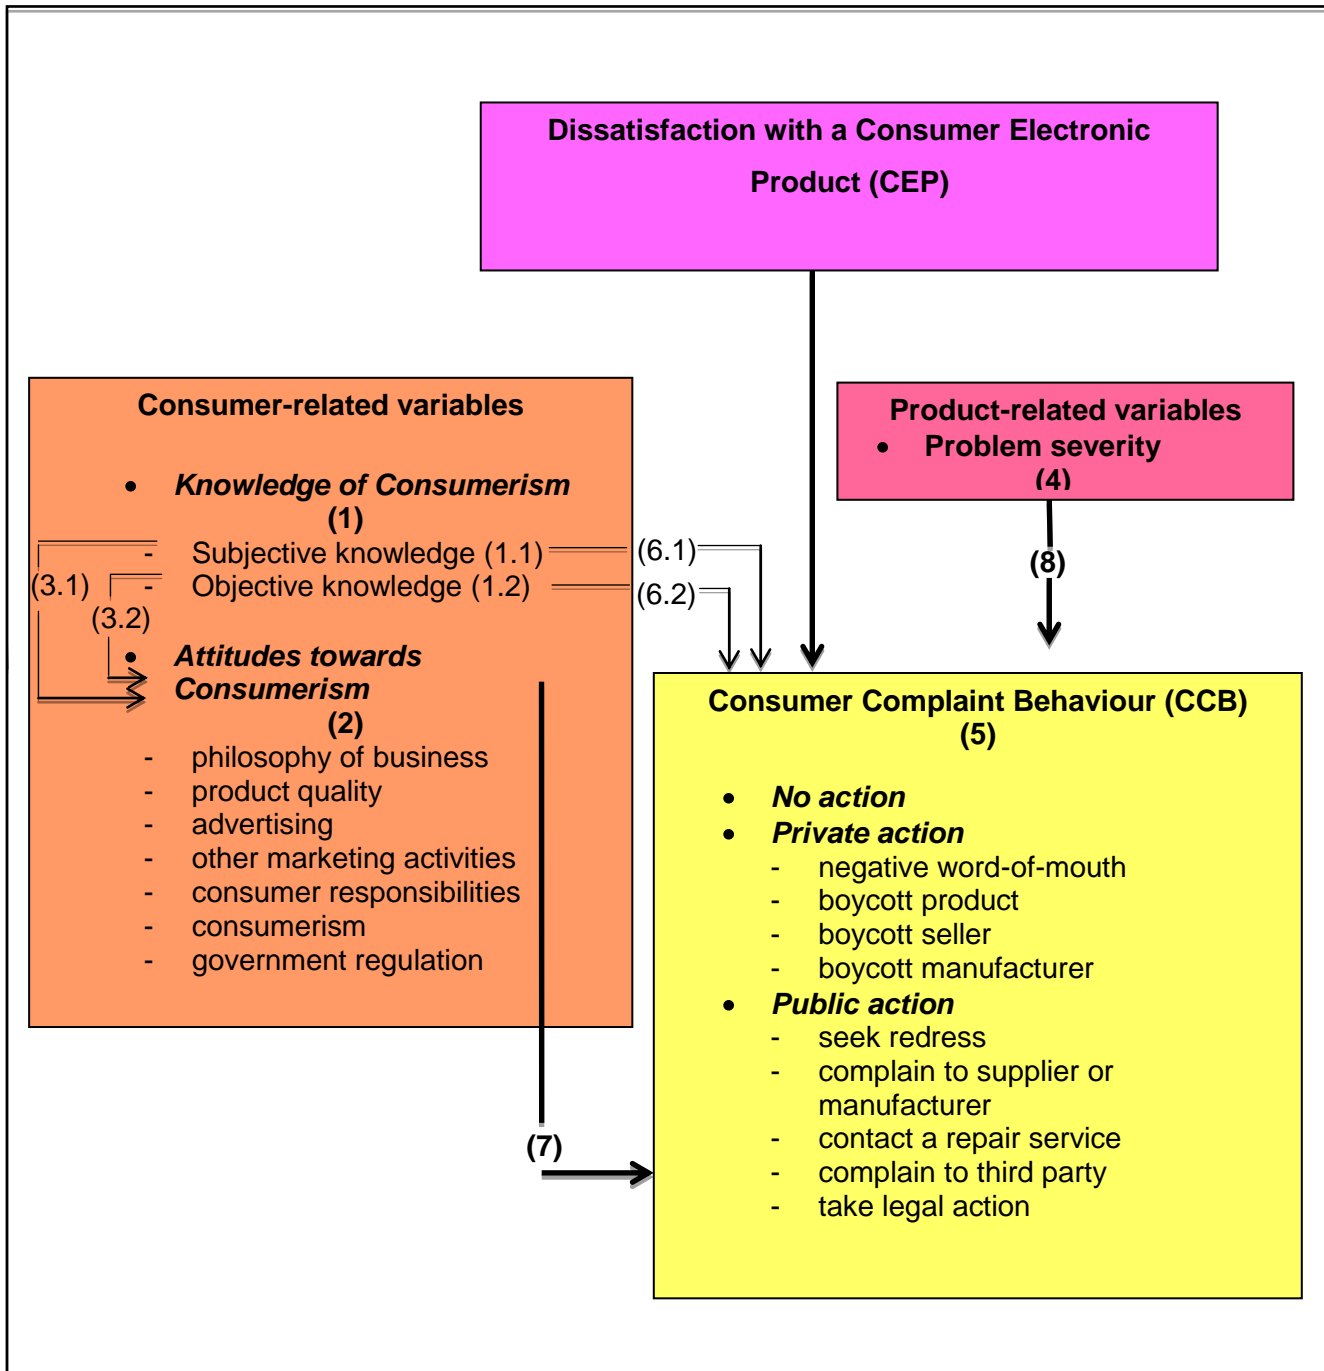 Dissatisfaction with a Consumer Electronic
Product (CEP)
Consumer-related variables
• Knowledge of Consumerism
(1)
- Subjective knowledge (1.1)
- Objective knowledge (1.2)
(3.1)
(3.2)
• Attitudes towards
Consumerism
(2)
- philosophy of business
- product quality
- advertising
- other marketing activities
- consumer responsibilities
- consumerism
- government regulation
(6.1)
(6.2)
(7)
Product-related variables
• Problem severity
(4)
(8)
Consumer Complaint Behaviour (CCB)
(5)
• No action
• Private action
- negative word-of-mouth
- boycott product
- boycott seller
- boycott manufacturer
• Public action
- seek redress
- complain to supplier or
manufacturer
- contact a repair service
- complain to third party
- take legal action